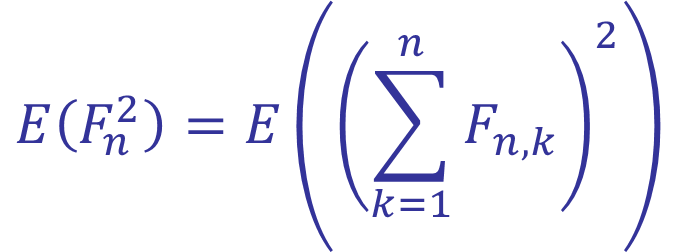 E(F_n^2) = E((∑_{k=1}^{n} F_{n,k})^2)